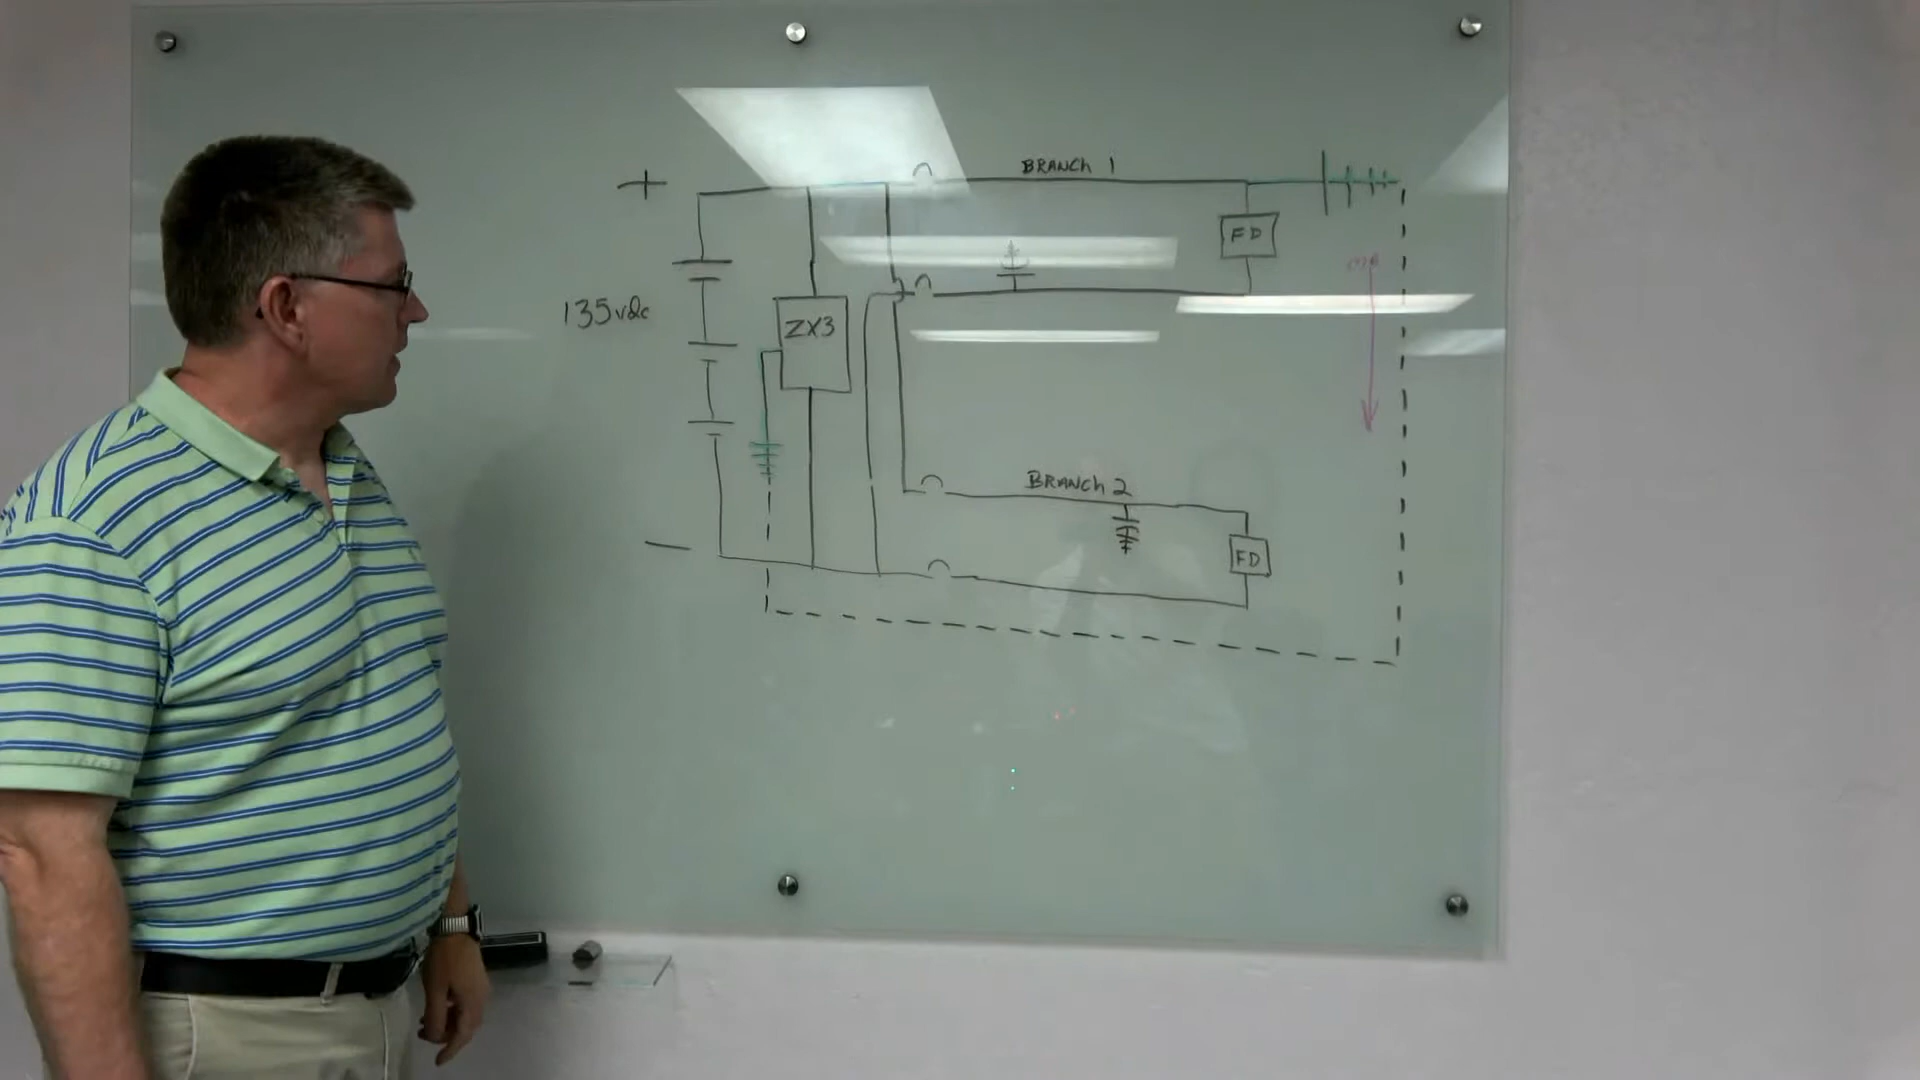 BRANCH 1
+
FD
135vdc
ZX3
BRANCH 2
FD
—